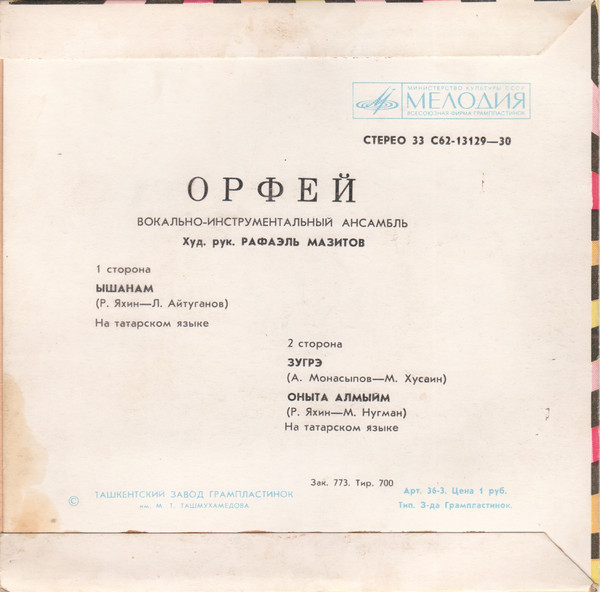 МИНИСТЕРСТВО КУЛЬТУРЫ СССР
МЕЛОДИЯ
ВСЕСОЮЗНАЯ ФИРМА ГРАМПЛАСТИНОК
СТЕРЕО 33 С62-13129—30
ОРФЕЙ
ВОКАЛЬНО-ИНСТРУМЕНТАЛЬНЫЙ АНСАМБЛЬ
Худ. рук. РАФАЭЛЬ МАЗИТОВ
1 сторона
ЫШАНАМ
(Р. Яхин—Л. Айтуганов)
На татарском языке
2 сторона
ЗУГРЭ
(А. Монасыпов—М. Хусаин)
ОНЫТА АЛМЫЙМ
(Р. Яхин—М. Нугман)
На татарском языке
Зак. 773. Тир. 700
© ТАШКЕНТСКИЙ ЗАВОД ГРАМПЛАСТИНОК
им. М. Т. ТАШМУХАМЕДОВА
Арт. 36-3. Цена 1 руб.
Тип. З-да Грампластинок.